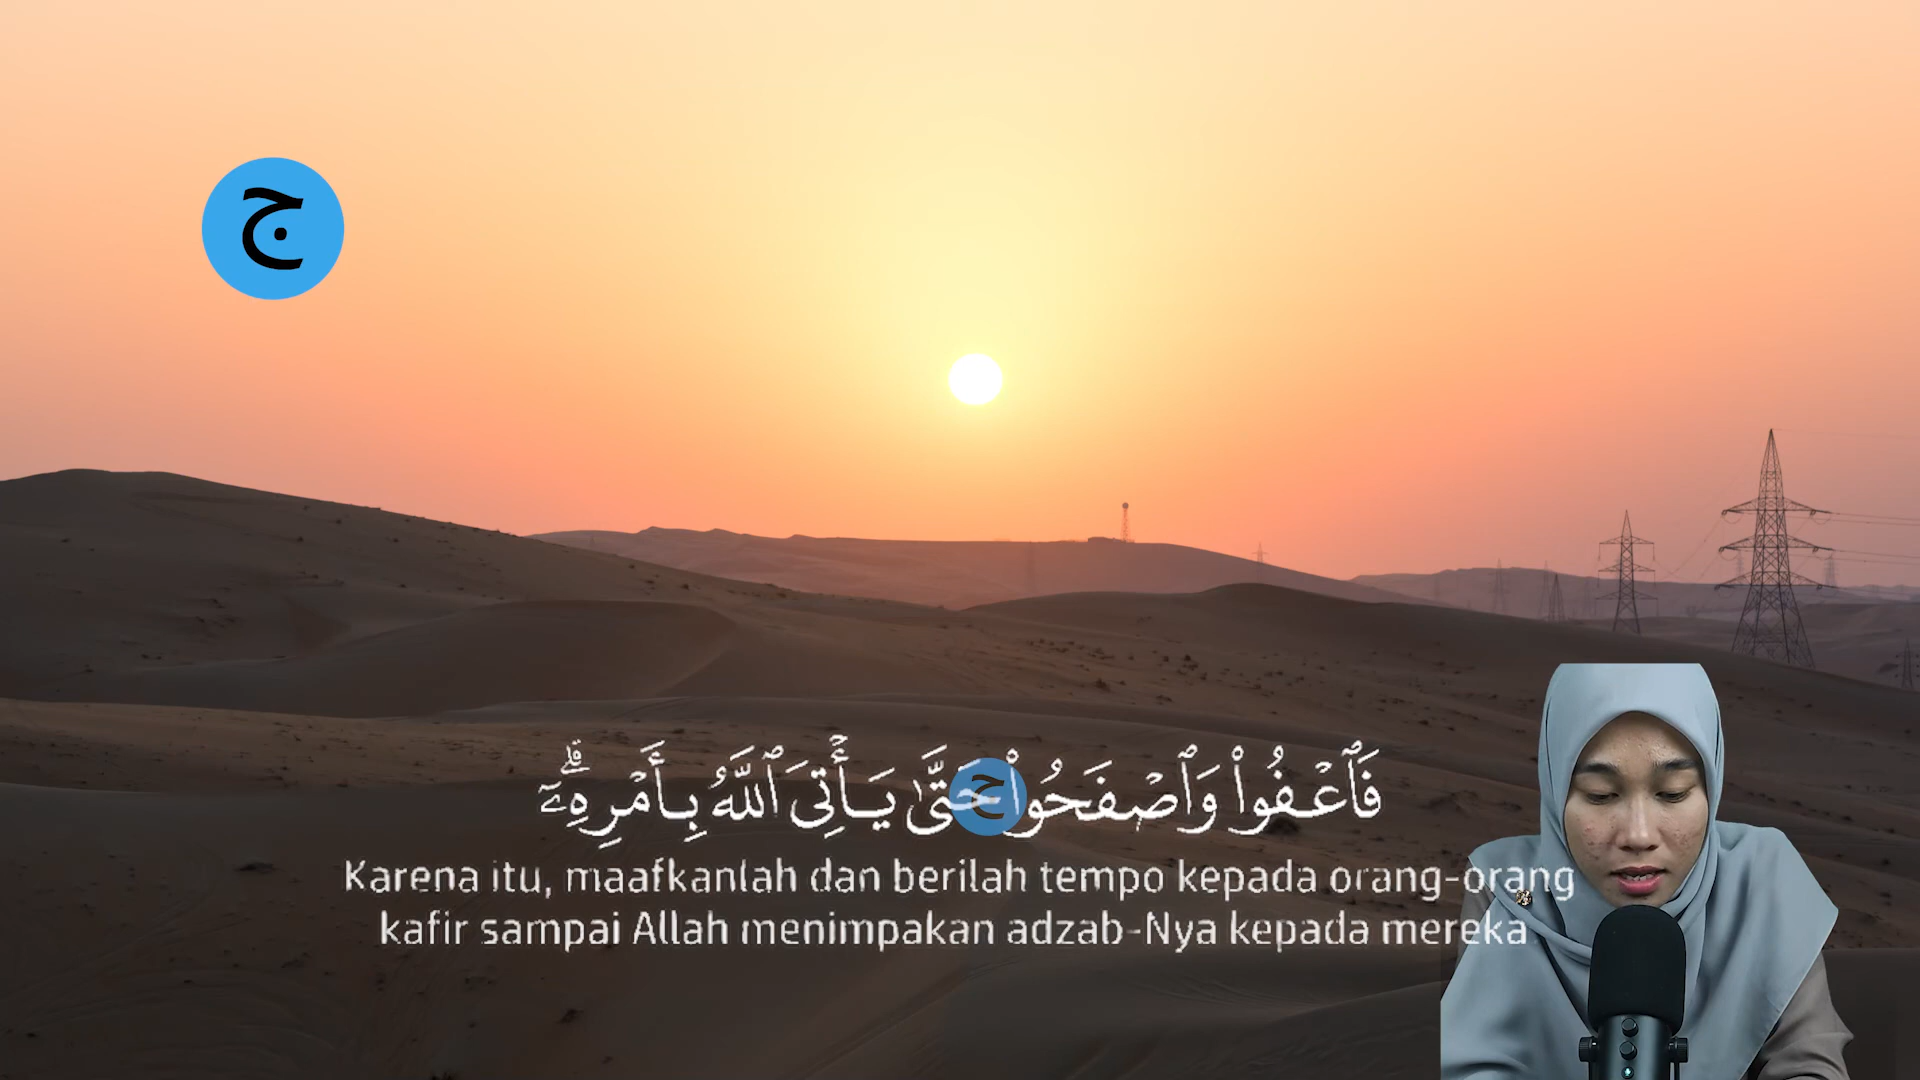 ج
فَٱعْفُوا۟ وَٱصْفَحُوا۟ حَتَّىٰ يَأْتِىَ ٱللَّهُ بِأَمْرِهِۦٓ ۗ
ج
Karena itu, maafkanlah dan berilah tempo kepada orang-orang
kafir sampai Allah menimpakan adzab-Nya kepada mereka